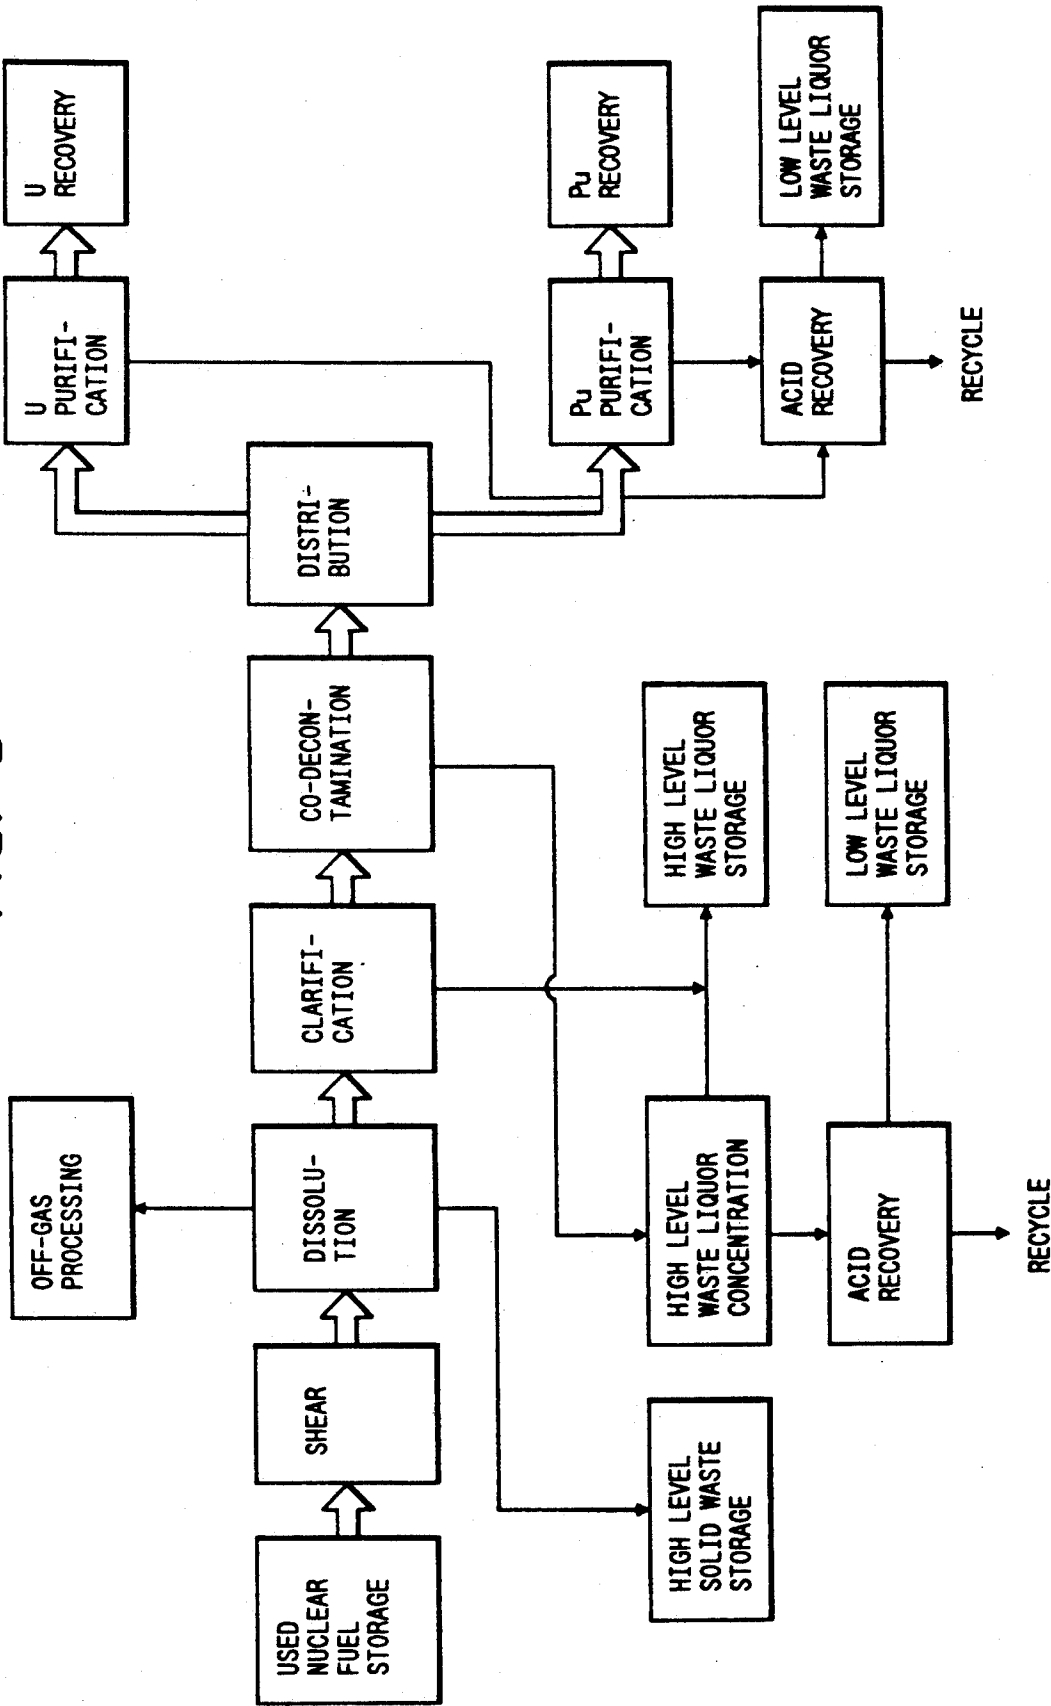 OFF-GAS
PROCESSING
U
PURIFI-
CATION
U
RECOVERY
USED
NUCLEAR
FUEL
STORAGE
SHEAR
DISSOLU-
TION
CLARIFI-
CATION
CO-DECON-
TAMINATION
DISTRI-
BUTION
Pu
PURIFI-
CATION
Pu
RECOVERY
HIGH LEVEL
SOLID WASTE
STORAGE
HIGH LEVEL
WASTE LIQUOR
CONCENTRATION
HIGH LEVEL
WASTE LIQUOR
STORAGE
ACID
RECOVERY
LOW LEVEL
WASTE LIQUOR
STORAGE
ACID
RECOVERY
LOW LEVEL
WASTE LIQUOR
STORAGE
RECYCLE
RECYCLE